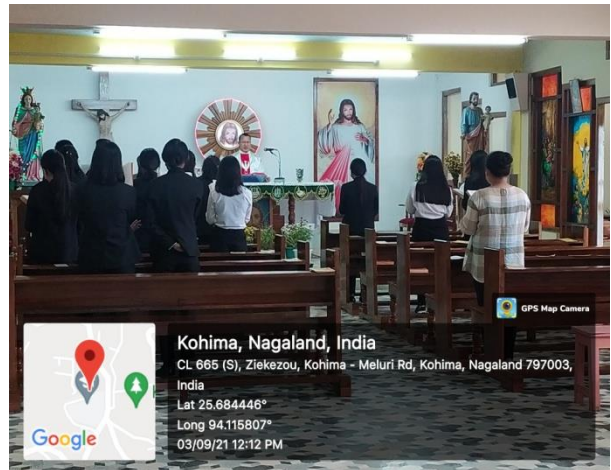 GPS Map Camera
Kohima, Nagaland, India
CL 665 (S), Ziekezou, Kohima - Meluri Rd, Kohima, Nagaland 797003,
India
Lat 25.684446°
Long 94.115807°
03/09/21 12:12 PM
Google